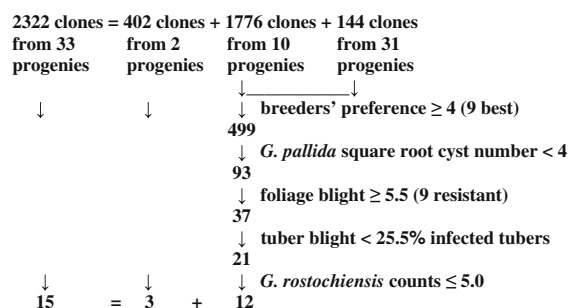 2322 clones = 402 clones + 1776 clones + 144 clones
from 33 from 2 from 10 from 31
progenies progenies progenies progenies
↓ ↓
↓ ↓ ↓ breeders' preference ≥ 4 (9 best)
499
↓ G. pallida square root cyst number < 4
93
↓ foliage blight ≥ 5.5 (9 resistant)
37
↓ tuber blight < 25.5% infected tubers
21
↓ ↓ ↓ G. rostochiensis counts ≤ 5.0
15 = 3 + 12